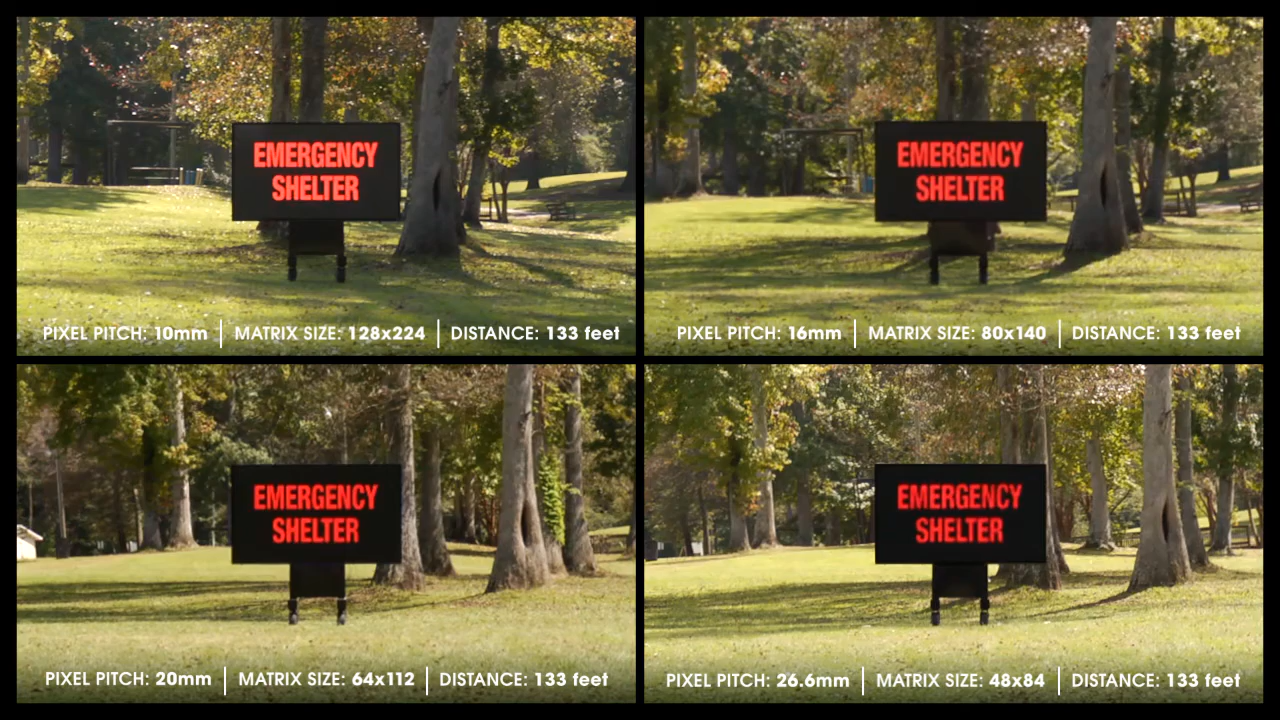 EMERGENCY
SHELTER
PIXEL PITCH: 10mm | MATRIX SIZE: 128x224 | DISTANCE: 133 feet
EMERGENCY
SHELTER
PIXEL PITCH: 16mm | MATRIX SIZE: 80x140 | DISTANCE: 133 feet
EMERGENCY
SHELTER
PIXEL PITCH: 20mm | MATRIX SIZE: 64x112 | DISTANCE: 133 feet
EMERGENCY
SHELTER
PIXEL PITCH: 26.6mm | MATRIX SIZE: 48x84 | DISTANCE: 133 feet